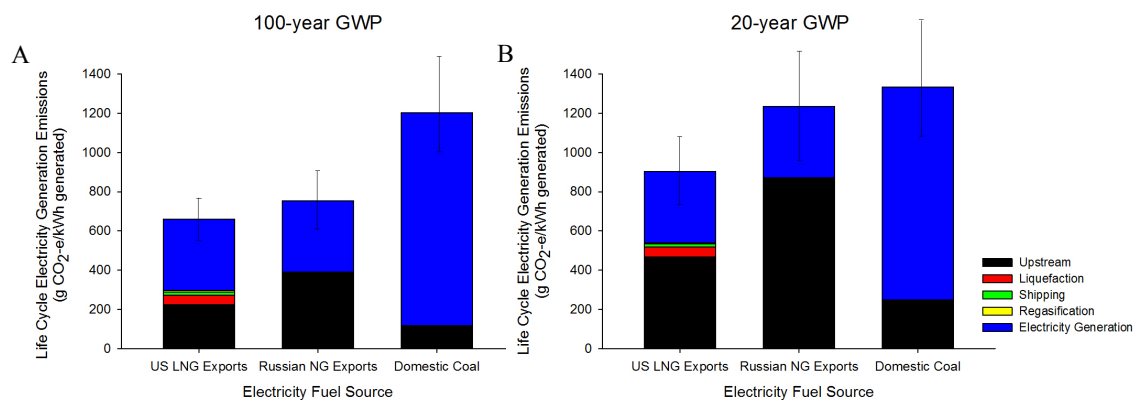 100-year GWP
A
Life Cycle Electricity Generation Emissions
(g CO2-e/kWh generated)
1400
1200
1000
800
600
400
200
0
US LNG Exports Russian NG Exports Domestic Coal
Electricity Fuel Source
20-year GWP
B
Life Cycle Electricity Generation Emissions
(g CO2-e/kWh generated)
1400
1200
1000
800
600
400
200
0
US LNG Exports Russian NG Exports Domestic Coal
Electricity Fuel Source
Upstream
Liquefaction
Shipping
Regasification
Electricity Generation